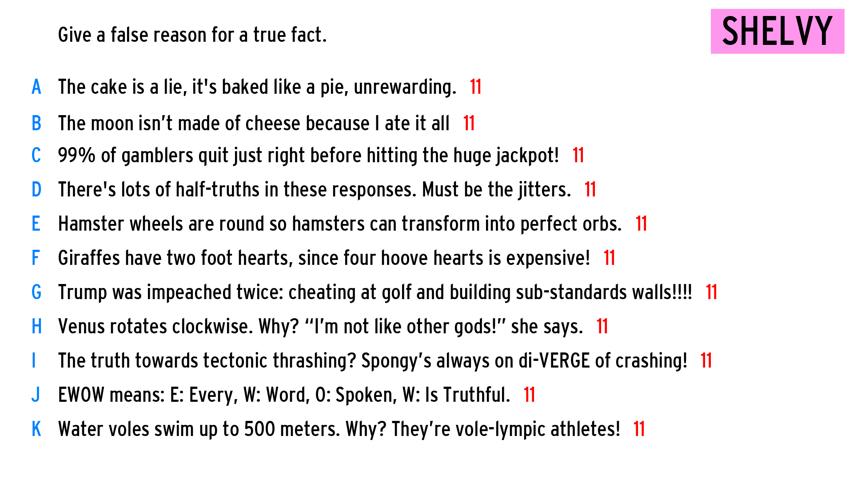 SHELVY
Give a false reason for a true fact.
A The cake is a lie, it's baked like a pie, unrewarding. 11
B The moon isn’t made of cheese because I ate it all 11
C 99% of gamblers quit just right before hitting the huge jackpot! 11
D There's lots of half-truths in these responses. Must be the jitters. 11
E Hamster wheels are round so hamsters can transform into perfect orbs. 11
F Giraffes have two foot hearts, since four hoove hearts is expensive! 11
G Trump was impeached twice: cheating at golf and building sub-standards walls!!!! 11
H Venus rotates clockwise. Why? “I’m not like other gods!” she says. 11
I The truth towards tectonic thrashing? Spongy’s always on di-VERGE of crashing! 11
J EWOW means: E: Every, W: Word, O: Spoken, W: Is Truthful. 11
K Water voles swim up to 500 meters. Why? They’re vole-lympic athletes! 11